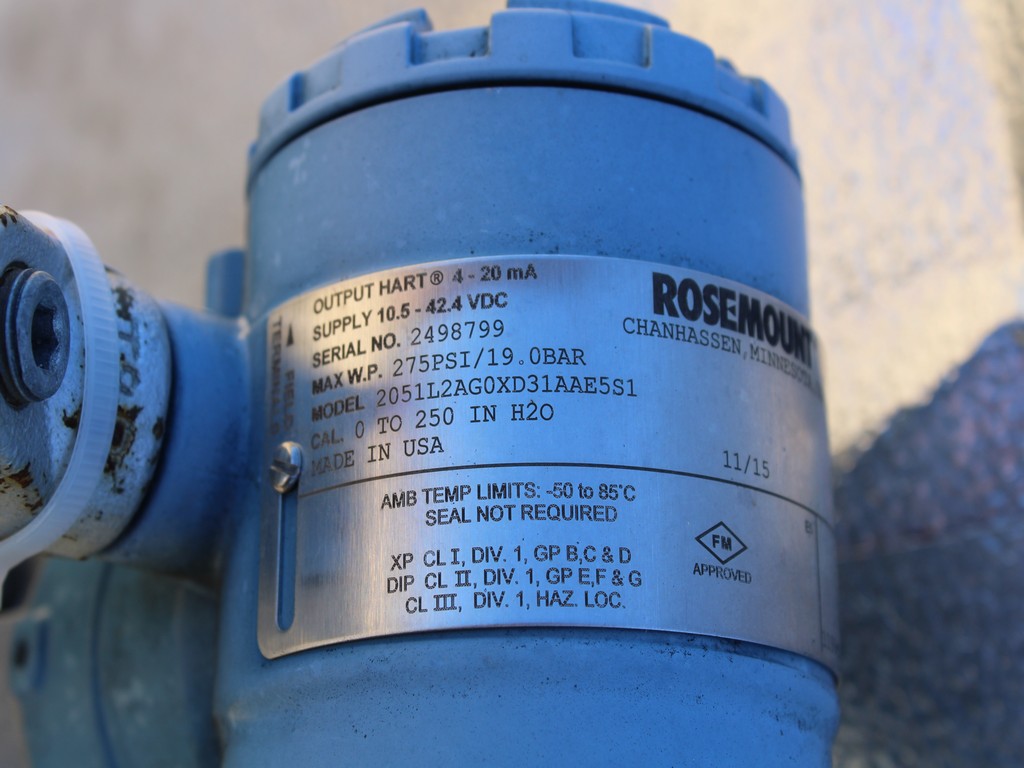 OUTPUT HART® 4 - 20 mA
SUPPLY 10.5 - 42.4 VDC
SERIAL NO. 2498799
MAX W.P. 275PSI/19.0BAR
MODEL 2051L2AG0XD31AAE5S1
CAL. 0 TO 250 IN H2O
MADE IN USA
FIELD
TERMINALS
ROSEMOUNT
CHANHASSEN, MINNESOTA
11/15
AMB TEMP LIMITS: -50 to 85°C
SEAL NOT REQUIRED
XP CL I, DIV. 1, GP B,C & D
DIP CL II, DIV. 1, GP E,F & G
CL III, DIV. 1, HAZ. LOC.
FM
APPROVED